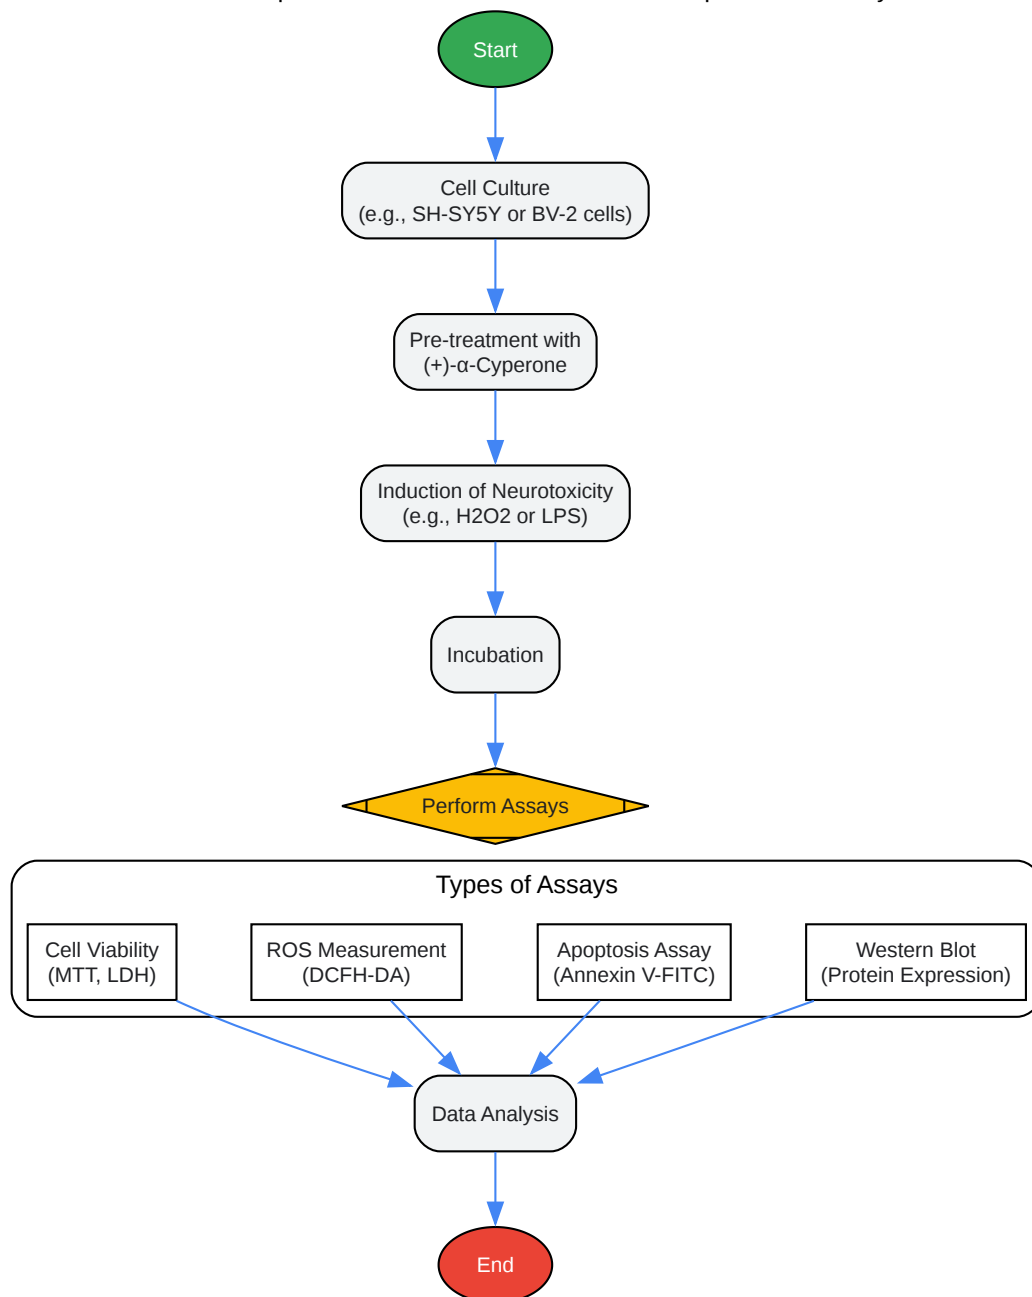 Start
Cell Culture
(e.g., SH-SY5Y or BV-2 cells)
Pre-treatment with
(+)-α-Cyperone
Induction of Neurotoxicity
(e.g., H2O2 or LPS)
Incubation
Perform Assays
Types of Assays
Cell Viability
(MTT, LDH)
ROS Measurement
(DCFH-DA)
Apoptosis Assay
(Annexin V-FITC)
Western Blot
(Protein Expression)
Data Analysis
End